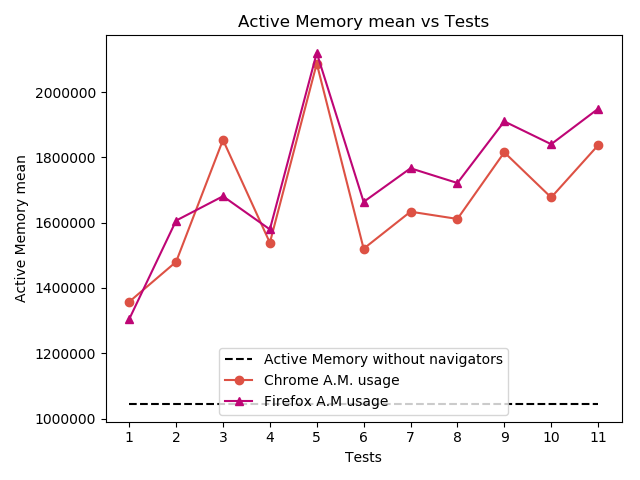 Active Memory mean vs Tests
Active Memory mean
2000000
1800000
1600000
1400000
1200000
1000000
Active Memory without navigators
Chrome A.M. usage
Firefox A.M usage
1 2 3 4 5 6 7 8 9 10 11
Tests